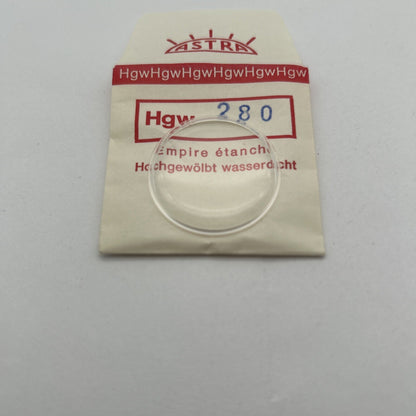 ASTRA
HgwHgwHgwHgwHgwHgw
Hgw 280
Empire étanche
Hochgewölbt wasserdicht